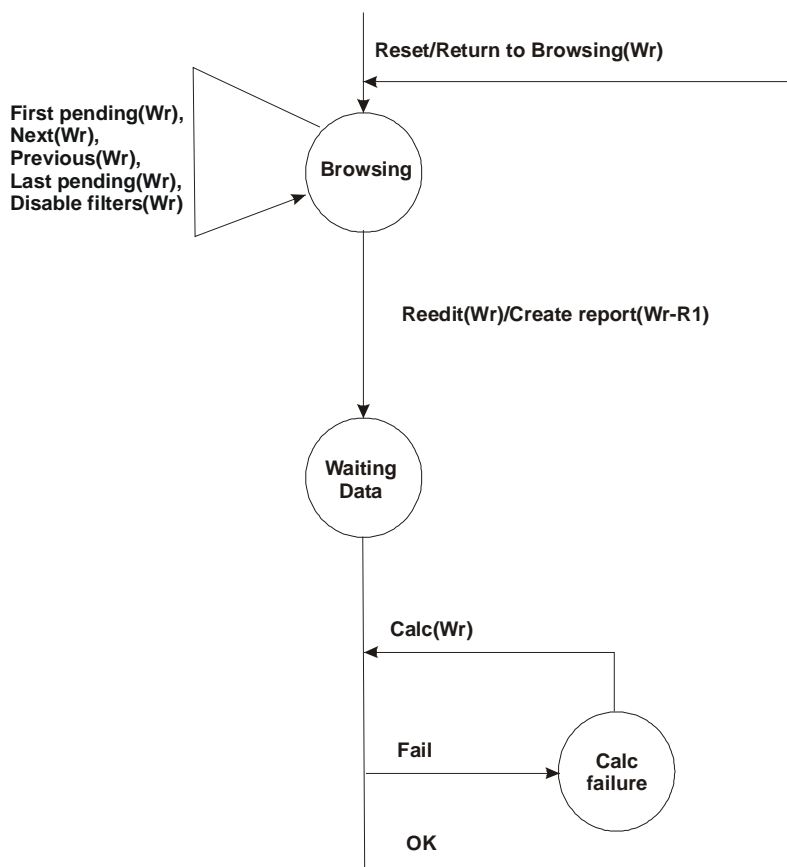 Reset/Return to Browsing(Wr)
First pending(Wr),
Next(Wr),
Previous(Wr),
Last pending(Wr),
Disable filters(Wr)
Browsing
Reedit(Wr)/Create report(Wr-R1)
Waiting
Data
Calc(Wr)
Fail
Calc
failure
OK